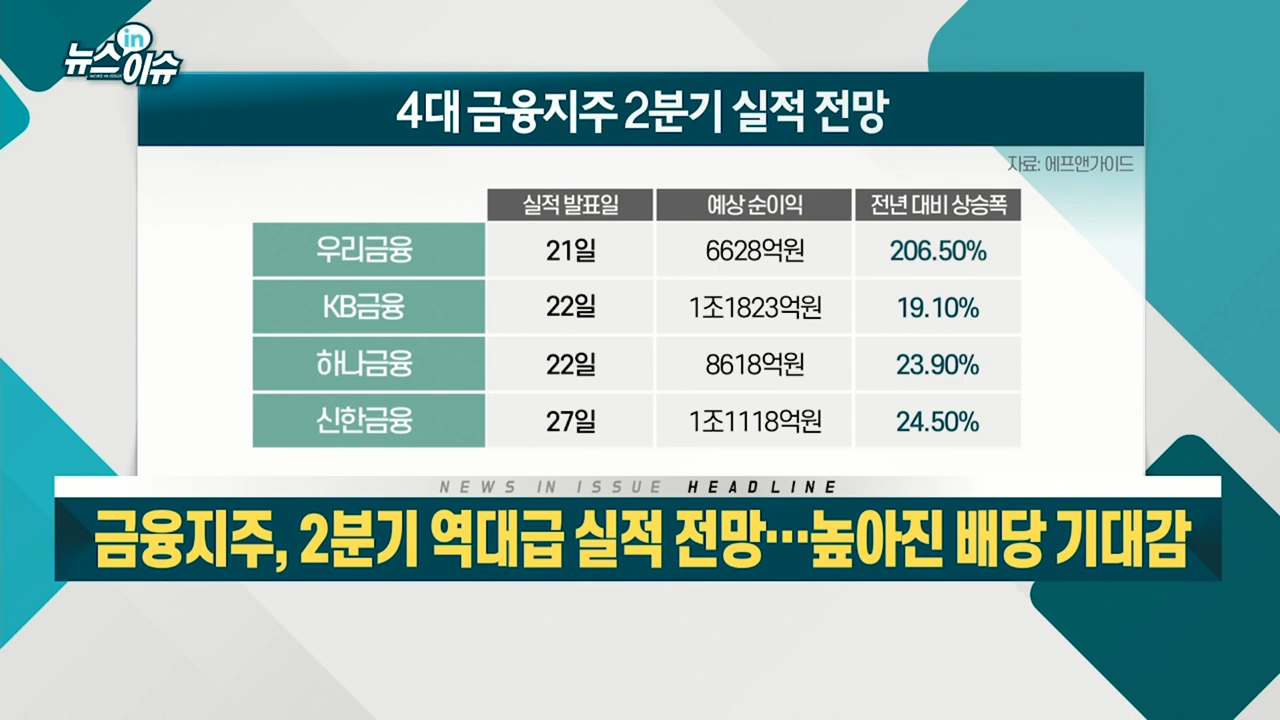 뉴스in이슈
NEWS IN ISSUE
4대 금융지주 2분기 실적 전망
자료: 에프앤가이드
실적 발표일 예상 순이익 전년 대비 상승폭
우리금융 21일 6628억원 206.50%
KB금융 22일 1조1823억원 19.10%
하나금융 22일 8618억원 23.90%
신한금융 27일 1조1118억원 24.50%
NEWS IN ISSUE HEADLINE
금융지주, 2분기 역대급 실적 전망…높아진 배당 기대감